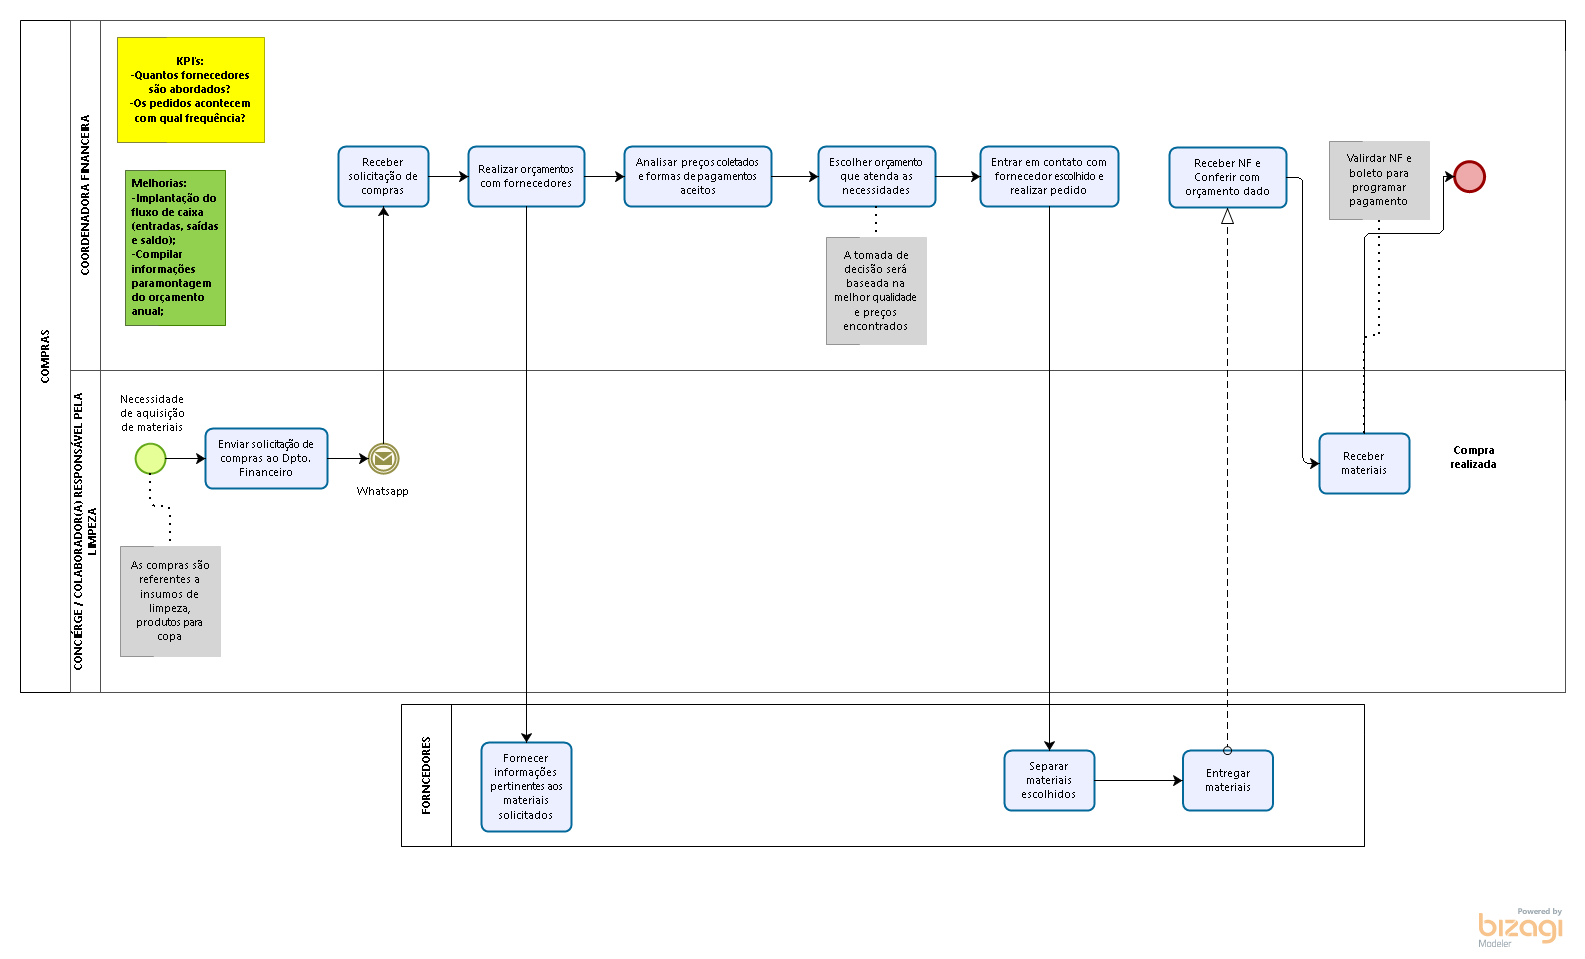 COMPRAS
COORDENADORA FINANCEIRA
KPI's:
-Quantos fornecedores
são abordados?
-Os pedidos acontecem
com qual frequência?
Melhorias:
-Implantação do
fluxo de caixa
(entradas, saídas
e saldo);
-Compilar
informações
paramontagem
do orçamento
anual;
Receber
solicitação de
compras
Realizar orçamentos
com fornecedores
Analisar preços coletados
e formas de pagamentos
aceitos
Escolher orçamento
que atenda as
necessidades
Entrar em contato com
fornecedor escolhido e
realizar pedido
Receber NF e
Conferir com
orçamento dado
Valirdar NF e
boleto para
programar
pagamento
A tomada de
decisão será
baseada na
melhor qualidade
e preços
encontrados
CONCIÉRGE / COLABORADOR(A) RESPONSÁVEL PELA
LIMPEZA
Necessidade
de aquisição
de materiais
Enviar solicitação de
compras ao Dpto.
Financeiro
Whatsapp
Receber
materiais
Compra
realizada
As compras são
referentes a
insumos de
limpeza,
produtos para
copa
FORNCEDORES
Fornecer
informações
pertinentes aos
materiais
solicitados
Separar
materiais
escolhidos
Entregar
materiais
Powered by
bizagi
Modeler